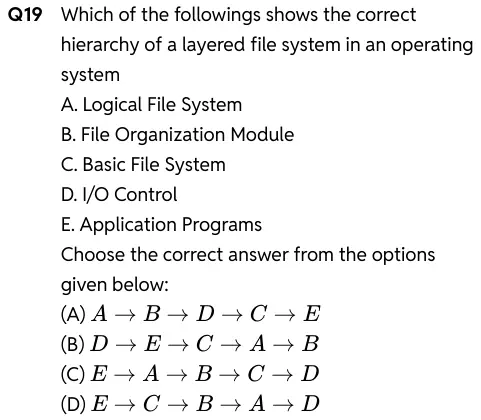 Q19 Which of the followings shows the correct
hierarchy of a layered file system in an operating
system
A. Logical File System
B. File Organization Module
C. Basic File System
D. I/O Control
E. Application Programs
Choose the correct answer from the options
given below:
(A) A → B → D → C → E
(B) D → E → C → A → B
(C) E → A → B → C → D
(D) E → C → B → A → D